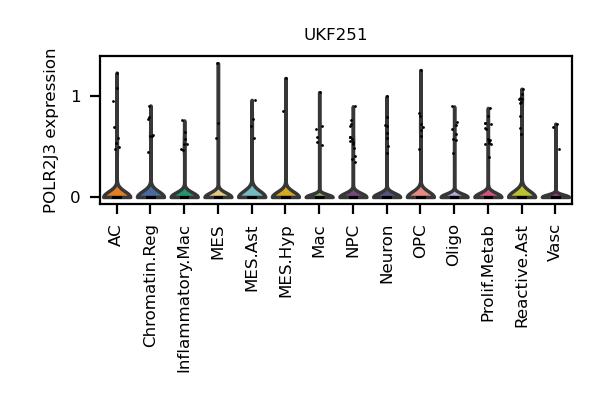 UKF251
POLR2J3 expression
1
0
AC
Chromatin.Reg
Inflammatory.Mac
MES
MES.Ast
MES.Hyp
Mac
NPC
Neuron
OPC
Oligo
Prolif.Metab
Reactive.Ast
Vasc